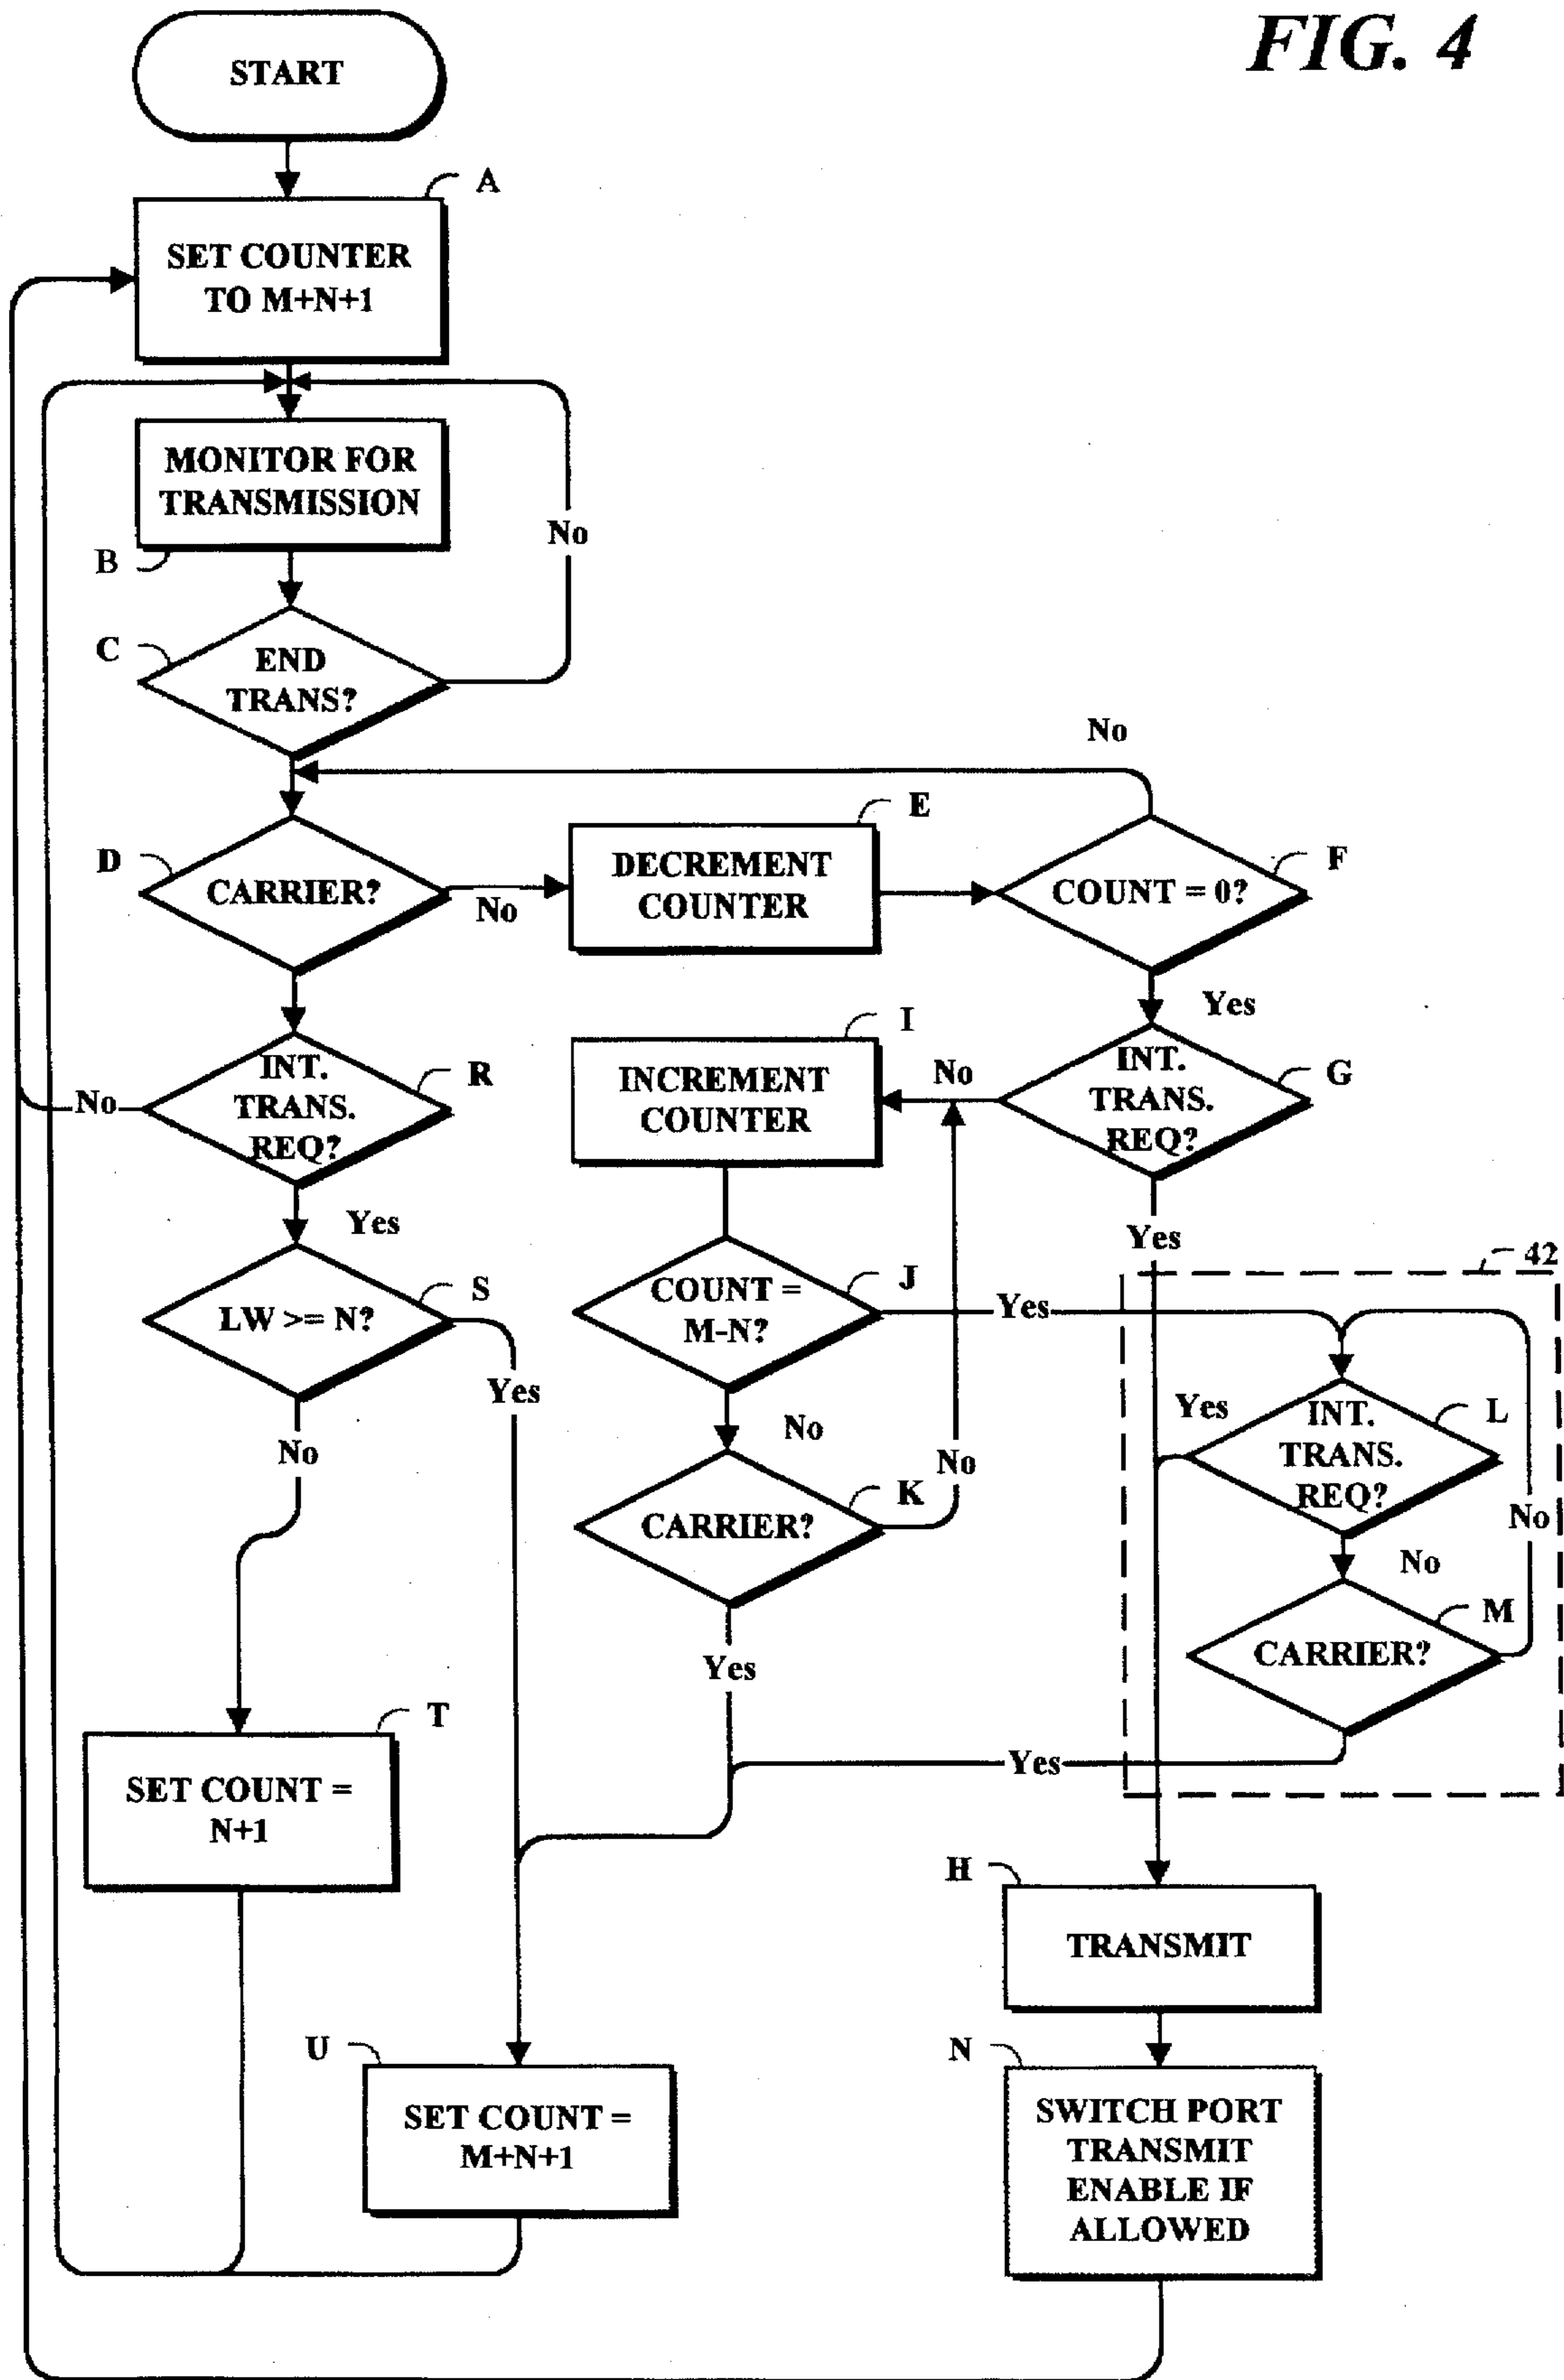 FIG. 4
START
A
SET COUNTER
TO M+N+1
MONITOR FOR
TRANSMISSION
B
No
C
END
TRANS?
No
D
CARRIER?
No
E
DECREMENT
COUNTER
F
COUNT = 0?
Yes
R
INT.
TRANS.
REQ?
No
Yes
I
INCREMENT
COUNTER
No
G
INT.
TRANS.
REQ?
Yes
S
LW >= N?
Yes
No
J
COUNT =
M-N?
Yes
No
42
K
CARRIER?
No
Yes
L
INT.
TRANS.
REQ?
Yes
No
No
M
CARRIER?
Yes
T
SET COUNT =
N+1
H
TRANSMIT
U
SET COUNT =
M+N+1
N
SWITCH PORT
TRANSMIT
ENABLE IF
ALLOWED